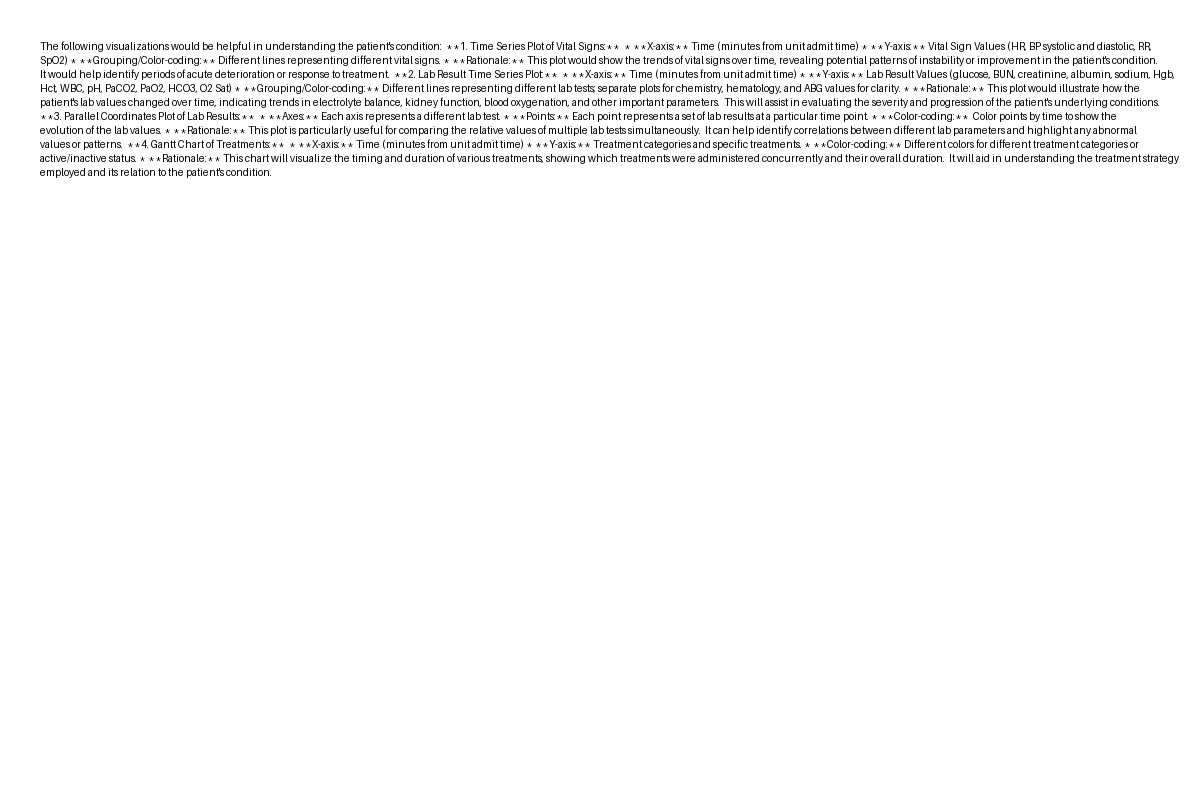 The following visualizations would be helpful in understanding the patient's condition:  **1. Time Series Plot of Vital Signs:**  * **X-axis:** Time (minutes from unit admit time) * **Y-axis:** Vital Sign Values (HR, BP systolic and diastolic, RR,
SpO2) * **Grouping/Color-coding:** Different lines representing different vital signs. * **Rationale:** This plot would show the trends of vital signs over time, revealing potential patterns of instability or improvement in the patient's condition.
It would help identify periods of acute deterioration or response to treatment.  **2. Lab Result Time Series Plot:**  * **X-axis:** Time (minutes from unit admit time) * **Y-axis:** Lab Result Values (glucose, BUN, creatinine, albumin, sodium, Hgb,
Hct, WBC, pH, PaCO2, PaO2, HCO3, O2 Sat) * **Grouping/Color-coding:** Different lines representing different lab tests; separate plots for chemistry, hematology, and ABG values for clarity. * **Rationale:** This plot would illustrate how the
patient's lab values changed over time, indicating trends in electrolyte balance, kidney function, blood oxygenation, and other important parameters.  This will assist in evaluating the severity and progression of the patient's underlying conditions.
**3. Parallel Coordinates Plot of Lab Results:**  * **Axes:** Each axis represents a different lab test. * **Points:** Each point represents a set of lab results at a particular time point. * **Color-coding:**  Color points by time to show the
evolution of the lab values. * **Rationale:** This plot is particularly useful for comparing the relative values of multiple lab tests simultaneously.  It can help identify correlations between different lab parameters and highlight any abnormal
values or patterns.  **4. Gantt Chart of Treatments:**  * **X-axis:** Time (minutes from unit admit time) * **Y-axis:** Treatment categories and specific treatments. * **Color-coding:** Different colors for different treatment categories or
active/inactive status. * **Rationale:** This chart will visualize the timing and duration of various treatments, showing which treatments were administered concurrently and their overall duration.  It will aid in understanding the treatment strategy
employed and its relation to the patient's condition.